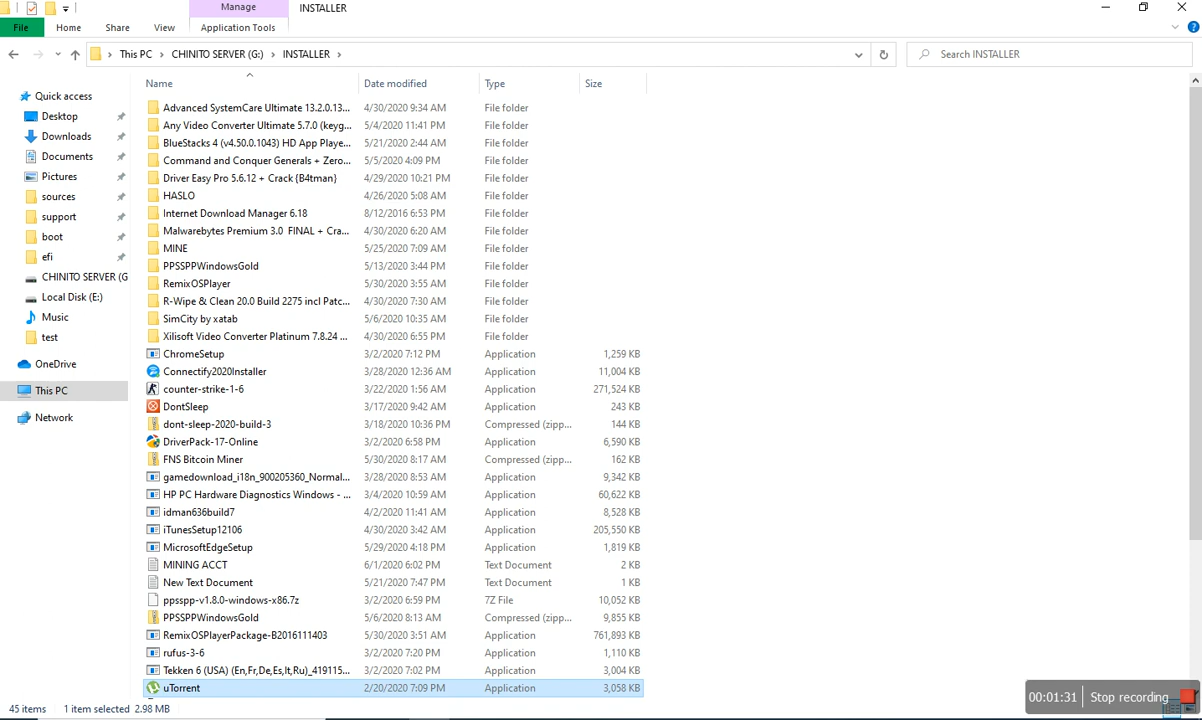 Manage
INSTALLER
File Home Share View Application Tools
This PC > CHINITO SERVER (G:) > INSTALLER >
Search INSTALLER
Name Date modified Type Size
Quick access
Desktop
Downloads
Documents
Pictures
sources
support
boot
efi
CHINITO SERVER (G
Local Disk (E:)
Music
test
OneDrive
This PC
Network
Advanced SystemCare Ultimate 13.2.0.13... 4/30/2020 9:34 AM File folder
Any Video Converter Ultimate 5.7.0 (keyg... 5/4/2020 11:41 PM File folder
BlueStacks 4 (v4.50.0.1043) HD App Playe... 5/21/2020 2:44 AM File folder
Command and Conquer Generals + Zero... 5/5/2020 4:09 PM File folder
Driver Easy Pro 5.6.12 + Crack {B4tman} 4/29/2020 10:21 PM File folder
HASLO 4/26/2020 5:08 AM File folder
Internet Download Manager 6.18 8/12/2016 6:53 PM File folder
Malwarebytes Premium 3.0 FINAL + Cra... 4/30/2020 6:20 AM File folder
MINE 5/25/2020 7:09 AM File folder
PPSSPPWindowsGold 5/13/2020 3:44 PM File folder
RemixOSPlayer 5/30/2020 3:55 AM File folder
R-Wipe & Clean 20.0 Build 2275 incl Patc... 4/30/2020 7:30 AM File folder
SimCity by xatab 5/6/2020 10:35 AM File folder
Xilisoft Video Converter Platinum 7.8.24 ... 4/30/2020 6:55 PM File folder
ChromeSetup 3/2/2020 7:12 PM Application 1,259 KB
Connectify2020Installer 3/28/2020 12:36 AM Application 11,004 KB
counter-strike-1-6 3/22/2020 1:56 AM Application 271,524 KB
DontSleep 3/17/2020 9:42 AM Application 243 KB
dont-sleep-2020-build-3 3/18/2020 10:36 PM Compressed (zipp... 144 KB
DriverPack-17-Online 3/2/2020 6:58 PM Application 6,590 KB
FNS Bitcoin Miner 5/30/2020 8:17 AM Compressed (zipp... 162 KB
gamedownload_i18n_900205360_Normal... 3/28/2020 8:53 AM Application 9,342 KB
HP PC Hardware Diagnostics Windows - ... 3/4/2020 10:59 AM Application 60,622 KB
idman636build7 4/2/2020 11:41 AM Application 8,528 KB
iTunesSetup12106 4/30/2020 3:42 AM Application 205,550 KB
MicrosoftEdgeSetup 5/29/2020 4:18 PM Application 1,819 KB
MINING ACCT 6/1/2020 6:02 PM Text Document 2 KB
New Text Document 5/21/2020 7:47 PM Text Document 1 KB
ppsspp-v1.8.0-windows-x86.7z 3/2/2020 6:59 PM 7Z File 10,052 KB
PPSSPPWindowsGold 5/6/2020 8:13 AM Compressed (zipp... 9,855 KB
RemixOSPlayerPackage-B2016111403 5/30/2020 3:51 AM Application 761,893 KB
rufus-3-6 3/2/2020 7:20 PM Application 1,110 KB
Tekken 6 (USA) (En,Fr,De,Es,It,Ru)_419115... 3/2/2020 7:02 PM Application 3,004 KB
uTorrent 2/20/2020 7:09 PM Application 3,058 KB
45 items 1 item selected 2.98 MB
00:01:31 Stop recording